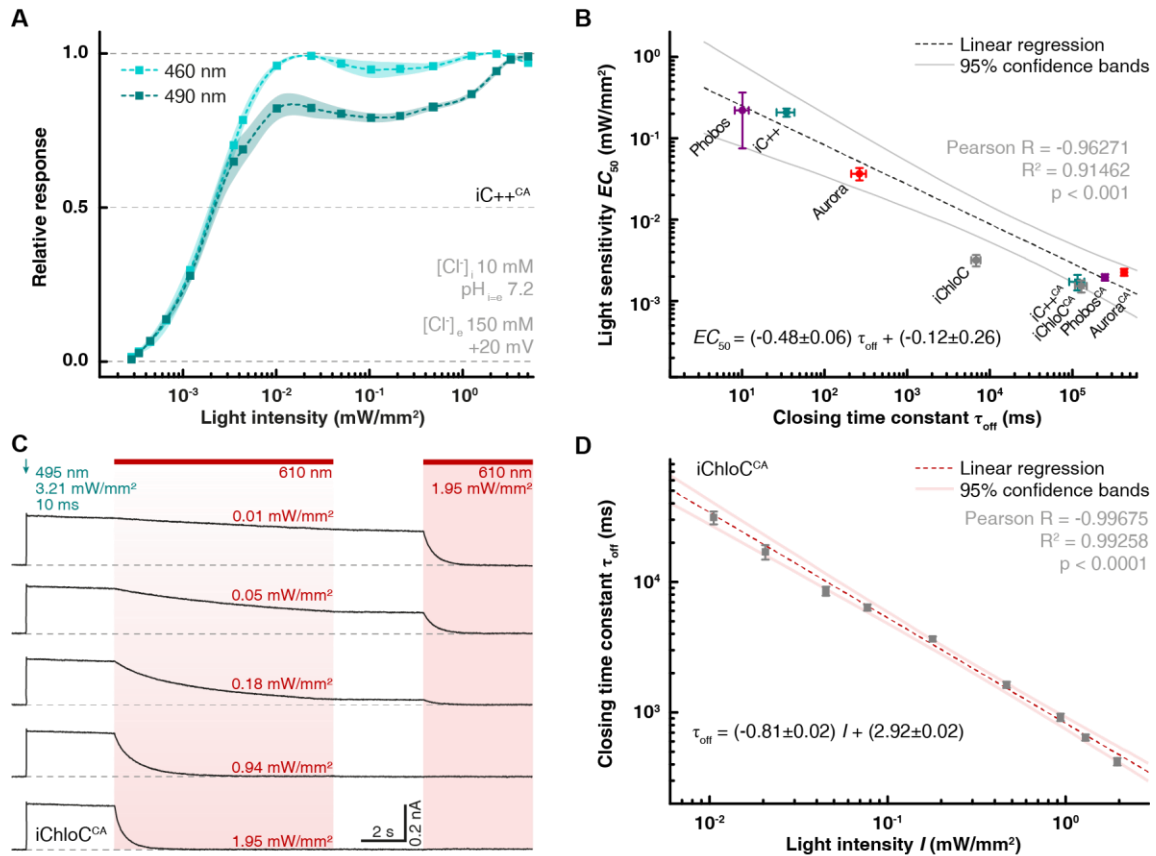 A
1.0
0.5
0.0
Relative response
460 nm
490 nm
iC++ᶜᴬ
[Cl⁻]ᵢ 10 mM
pHᵢ₌ₑ 7.2
[Cl⁻]ₑ 150 mM
+20 mV
10⁻³
10⁻²
10⁻¹
10⁰
Light intensity (mW/mm²)
B
Light sensitivity EC₅₀ (mW/mm²)
10⁰
10⁻¹
10⁻²
10⁻³
Linear regression
95% confidence bands
Pearson R = -0.96271
R² = 0.91462
p < 0.001
Phobos
iC++
Aurora
iChloC
iC++ᶜᴬ
iChloCᶜᴬ
Phobosᶜᴬ
Auroraᶜᴬ
EC₅₀ = (-0.48±0.06) τoff + (-0.12±0.26)
10¹
10²
10³
10⁴
10⁵
Closing time constant τoff (ms)
C
495 nm
3.21 mW/mm²
10 ms
610 nm
610 nm
1.95 mW/mm²
0.01 mW/mm²
0.05 mW/mm²
0.18 mW/mm²
0.94 mW/mm²
1.95 mW/mm²
iChloCᶜᴬ
2 s
0.2 nA
D
Closing time constant τoff (ms)
10⁴
10³
iChloCᶜᴬ
Linear regression
95% confidence bands
Pearson R = -0.99675
R² = 0.99258
p < 0.0001
τoff = (-0.81±0.02) I + (2.92±0.02)
10⁻²
10⁻¹
10⁰
Light intensity I (mW/mm²)